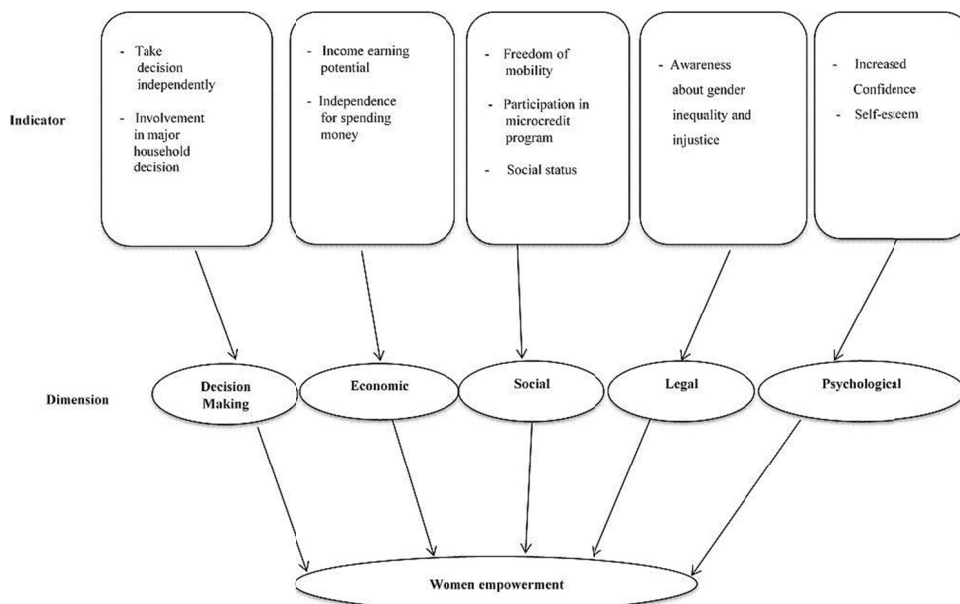 - Take
decision
independently
- Involvement
in major
household
decision
- Income earning
potential
- Independence
for spending
money
- Freedom of
mobility
- Participation in
microcredit
program
- Social status
- Awareness
about gender
inequality and
injustice
- Increased
Confidence
- Self-esteem
Indicator
Dimension
Decision
Making
Economic
Social
Legal
Psychological
Women empowerment